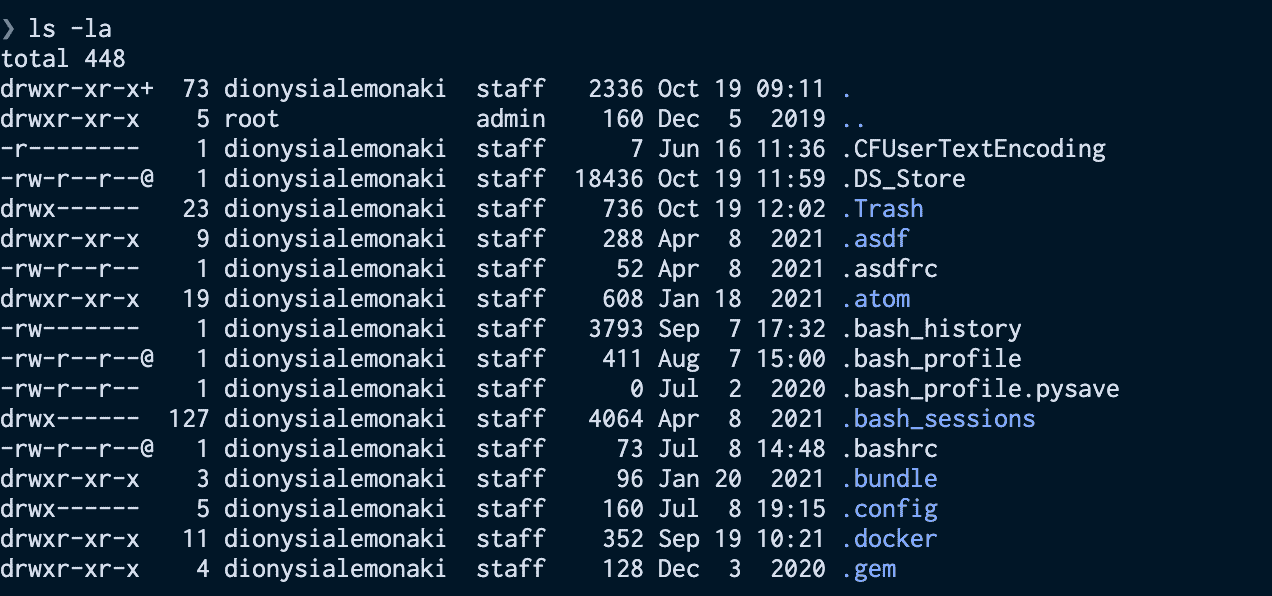 ❯ ls -la
total 448
drwxr-xr-x+  73 dionysialemonaki  staff   2336 Oct 19 09:11 .
drwxr-xr-x    5 root              admin    160 Dec  5  2019 ..
-r--------    1 dionysialemonaki  staff      7 Jun 16 11:36 .CFUserTextEncoding
-rw-r--r--@   1 dionysialemonaki  staff  18436 Oct 19 11:59 .DS_Store
drwx------   23 dionysialemonaki  staff    736 Oct 19 12:02 .Trash
drwxr-xr-x    9 dionysialemonaki  staff    288 Apr  8  2021 .asdf
-rw-r--r--    1 dionysialemonaki  staff     52 Apr  8  2021 .asdfrc
drwxr-xr-x   19 dionysialemonaki  staff    608 Jan 18  2021 .atom
-rw-------    1 dionysialemonaki  staff   3793 Sep  7 17:32 .bash_history
-rw-r--r--@   1 dionysialemonaki  staff    411 Aug  7 15:00 .bash_profile
-rw-r--r--    1 dionysialemonaki  staff      0 Jul  2  2020 .bash_profile.pysave
drwx------  127 dionysialemonaki  staff   4064 Apr  8  2021 .bash_sessions
-rw-r--r--@   1 dionysialemonaki  staff     73 Jul  8 14:48 .bashrc
drwxr-xr-x    3 dionysialemonaki  staff     96 Jan 20  2021 .bundle
drwx------    5 dionysialemonaki  staff    160 Jul  8 19:15 .config
drwxr-xr-x   11 dionysialemonaki  staff    352 Sep 19 10:21 .docker
drwxr-xr-x    4 dionysialemonaki  staff    128 Dec  3  2020 .gem